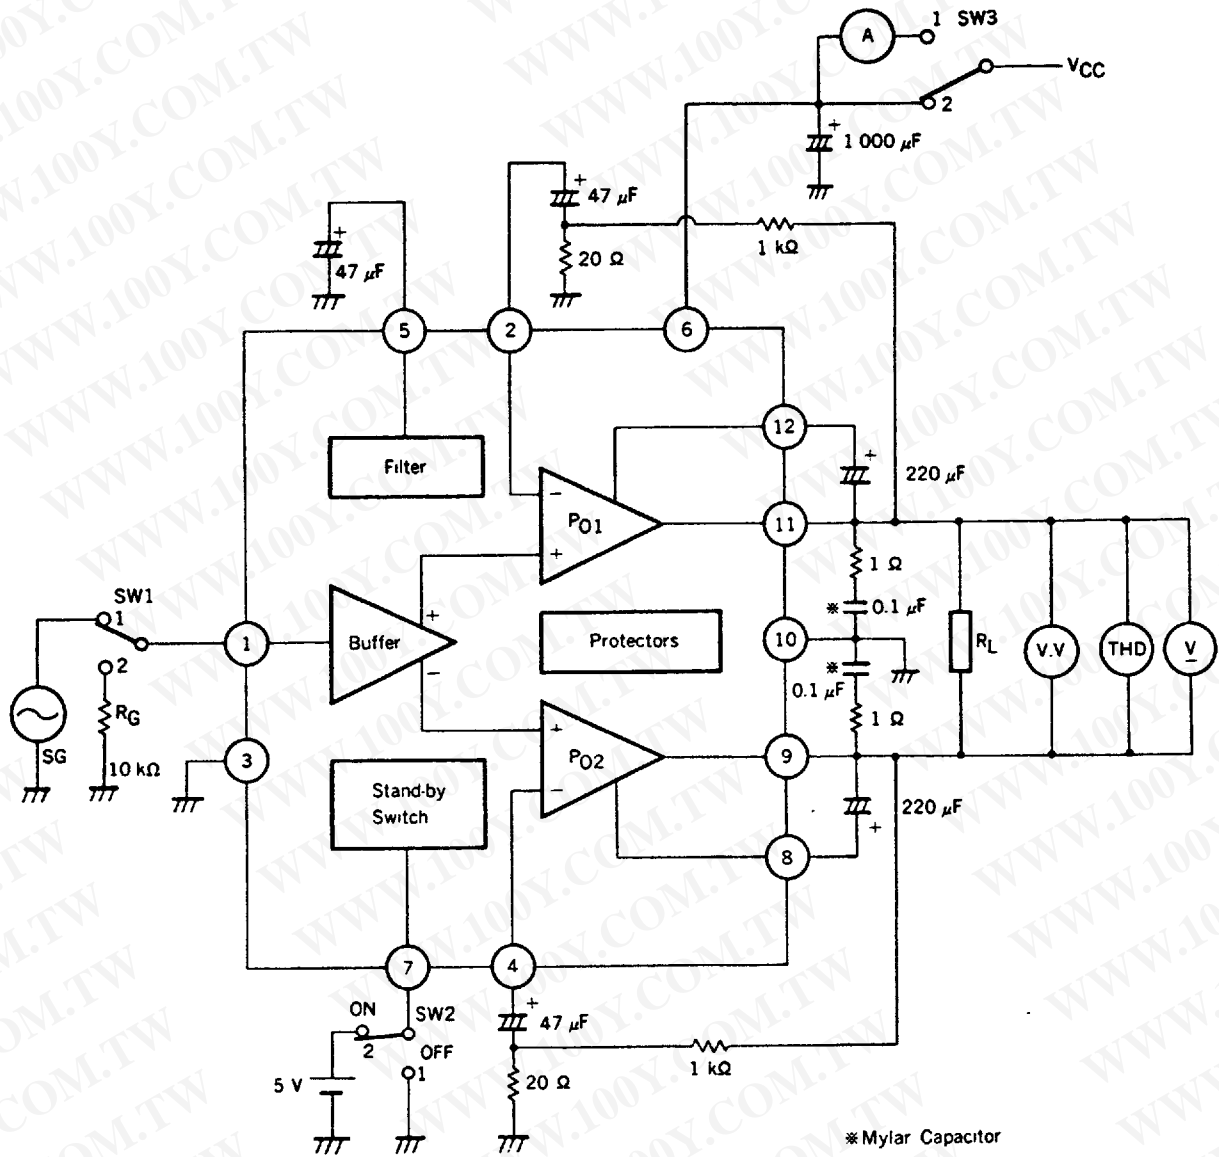 A
1 SW3
VCC
2
+
1 000 μF
+
47 μF
+
47 μF
20 Ω
1 kΩ
5
2
6
12
+
220 μF
Filter
−
PO1
+
11
1 Ω
※
0.1 μF
SW1
1
2
1
Buffer
+
−
Protectors
10
※
0.1 μF
RL
V.V
THD
V
RG
10 kΩ
SG
3
1 Ω
+
PO2
−
9
Stand-by
Switch
220 μF
+
8
7
4
ON
SW2
2
OFF
1
5 V
+
47 μF
20 Ω
1 kΩ
※Mylar Capacitor
WWW.100Y.COM.TW